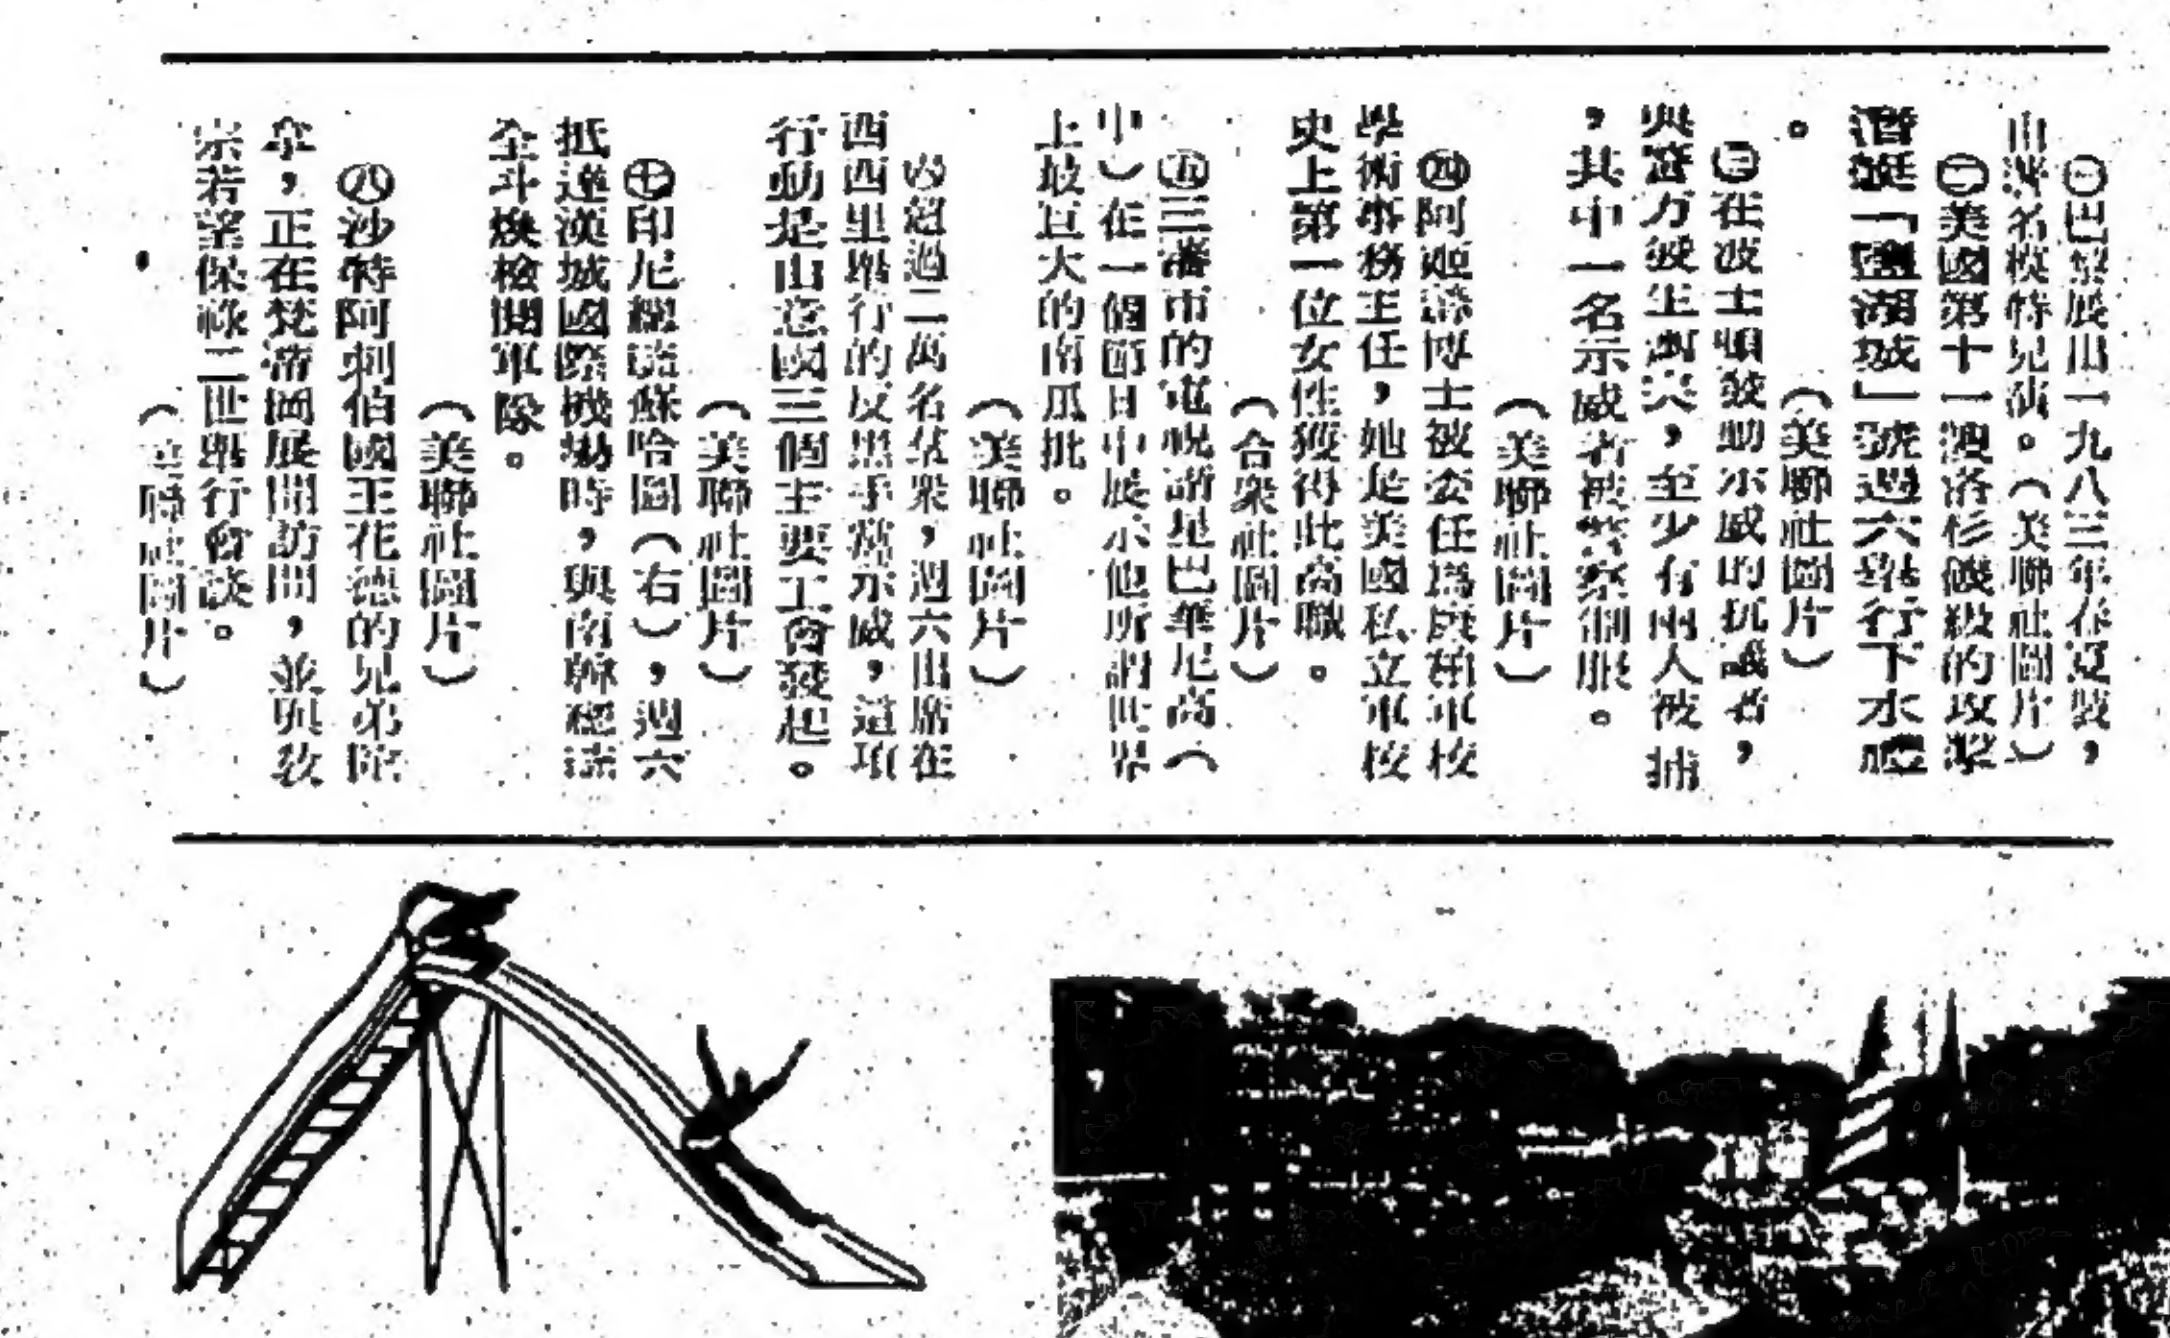 ㊀巴黎展出一九八三年春夏裝，
由著名模特兒演。（美聯社圖片）
㊁美國第十一艘洛杉磯級的攻擊
潛艇「鹽湖城」號週六舉行下水禮
。
（美聯社圖片）
㊂在波士頓發動示威的抗議者，
與警方發生衝突，至少有兩人被捕
，其中一名示威者被警察制服。
（美聯社圖片）
㊃阿姬諦博士被委任為 軍校
學術事務主任，她是美國私立軍校
史上第一位女性獲得此高職。
（合眾社圖片）
㊄三藩市的電視諧星巴華尼高（
中）在一個節日中展示他所謂世界
上最巨大的南瓜批。
（美聯社圖片）
超過二萬名羣衆，週六出席在
西西里舉行的反黑手黨示威，這項
行動是由意國三個主要工會發起。
（美聯社圖片）
㊆印尼總統蘇哈圖（右），週六
抵達漢城國際機場時，與南韓總統
全斗煥檢閱軍隊。
（美聯社圖片）
㊇沙特阿剌伯國王花德的兄弟
，正在梵蒂岡展開訪問，並與敎
宗若望保祿二世舉行會談。
（美聯社圖片）